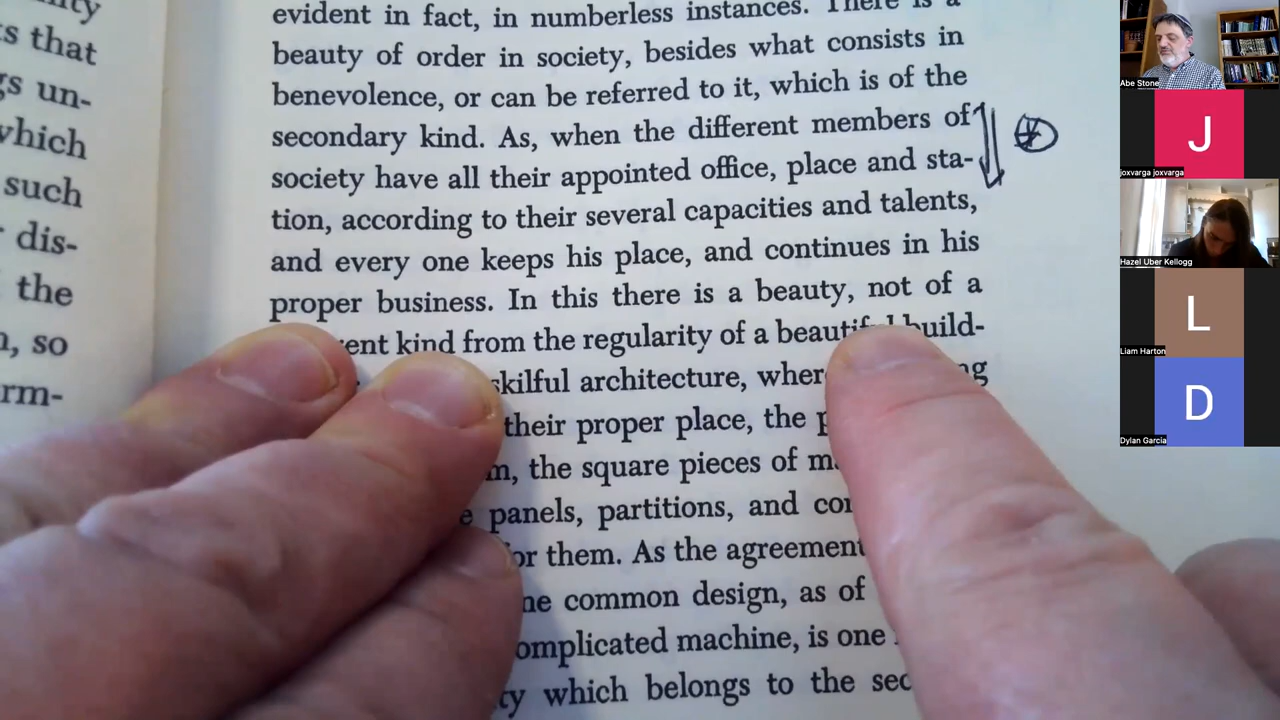 s that
gs un-
which
such
dis-
the
, so
rm-
evident in fact, in numberless instances. There is a
beauty of order in society, besides what consists in
benevolence, or can be referred to it, which is of the
secondary kind. As, when the different members of
society have all their appointed office, place and sta-
tion, according to their several capacities and talents,
and every one keeps his place, and continues in his
proper business. In this there is a beauty, not of a
ent kind from the regularity of a beautiful build-
skilful architecture, where
their proper place, the
the square pieces of
panels, partitions, and
for them. As the agreement
common design, as of
complicated machine, is one
which belongs to the
Abe Stone
J
joxvarga joxvarga
Hazel Uber Kellogg
L
Liam Harton
D
Dylan Garcia